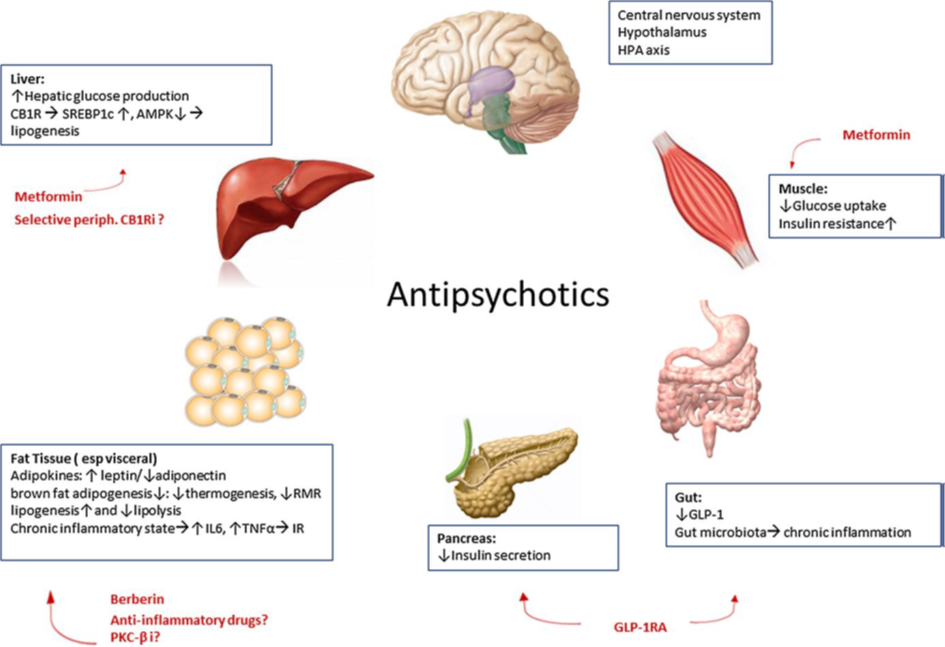 Central nervous system
Hypothalamus
HPA axis
Liver:
↑Hepatic glucose production
CB1R → SREBP1c ↑, AMPK↓ →
lipogenesis
Metformin
Selective periph. CB1Ri ?
Metformin
Muscle:
↓Glucose uptake
Insulin resistance↑
Antipsychotics
Fat Tissue ( esp visceral)
Adipokines: ↑ leptin/↓adiponectin
brown fat adipogenesis↓: ↓thermogenesis, ↓RMR
lipogenesis↑ and ↓lipolysis
Chronic inflammatory state→ ↑IL6, ↑TNFα→ IR
Berberin
Anti-inflammatory drugs?
PKC-β i?
Pancreas:
↓Insulin secretion
Gut:
↓GLP-1
Gut microbiota→ chronic inflammation
GLP-1RA